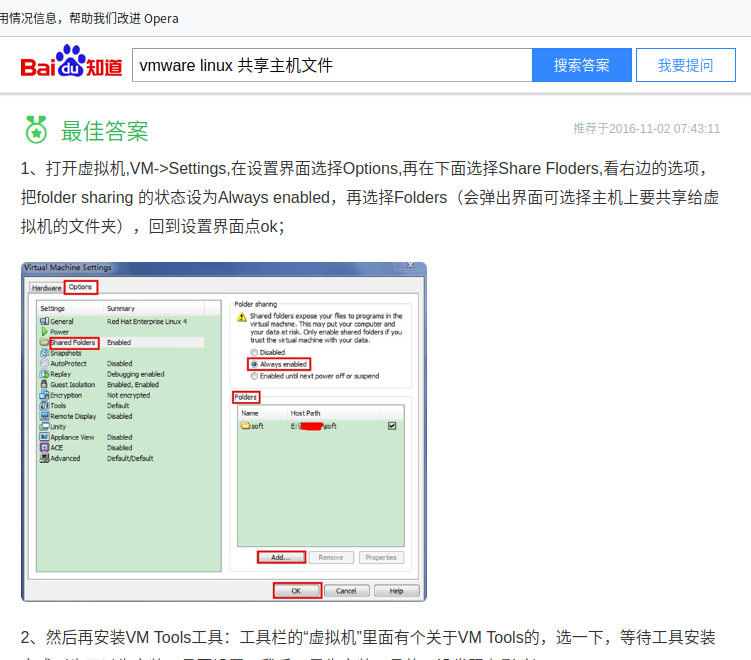 用情况信息，帮助我们改进 Opera
Bai du 知道
vmware linux 共享主机文件
搜索答案
我要提问
最佳答案
推荐于2016-11-02 07:43:11
1、打开虚拟机,VM->Settings,在设置界面选择Options,再在下面选择Share Floders,看右边的选项，
把folder sharing 的状态设为Always enabled，再选择Folders（会弹出界面可选择主机上要共享给虚
拟机的文件夹），回到设置界面点ok；
Virtual Machine Settings
Hardware Options
Settings Summary
General Red Hat Enterprise Linux 4
Power
Shared Folders Enabled
Snapshots
AutoProtect Disabled
Replay Debugging enabled
Guest Isolation Enabled, Enabled
Encryption Not encrypted
Tools Default
Remote Display Disabled
Unity
Appliance View Disabled
ACE Disabled
Advanced Default/Default
Folder sharing
Shared folders expose your files to programs in the
virtual machine. This may put your computer and
your data at risk. Only enable shared folders if you
trust the virtual machine with your data.
Disabled
Always enabled
Enabled until next power off or suspend
Folders
Name Host Path
soft E:\ \soft
Add... Remove Properties
OK Cancel Help
2、然后再安装VM Tools工具：工具栏的“虚拟机”里面有个关于VM Tools的，选一下，等待工具安装